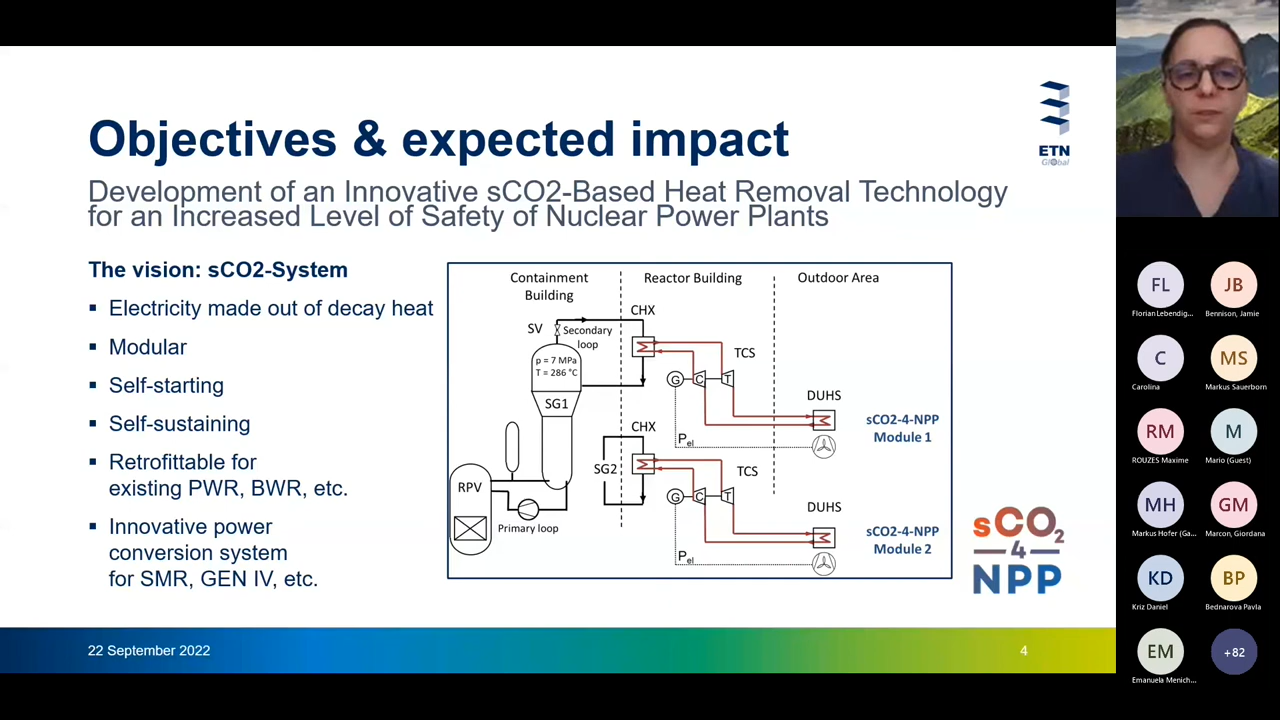 Objectives & expected impact
ETN
Global
Development of an Innovative sCO2-Based Heat Removal Technology
for an Increased Level of Safety of Nuclear Power Plants
The vision: sCO2-System
▪ Electricity made out of decay heat
▪ Modular
▪ Self-starting
▪ Self-sustaining
▪ Retrofittable for
existing PWR, BWR, etc.
▪ Innovative power
conversion system
for SMR, GEN IV, etc.
Containment
Building
Reactor Building
Outdoor Area
CHX
SV
Secondary
loop
p = 7 MPa
T = 286 °C
TCS
G C T
SG1
DUHS
sCO2-4-NPP
Module 1
Pel
CHX
SG2
TCS
RPV
G C T
Primary loop
DUHS
sCO2-4-NPP
Module 2
Pel
sCO2
4
NPP
22 September 2022
4
FL
JB
Florian Lebendig...
Bennison, Jamie
C
MS
Carolina
Markus Sauerborn
RM
M
ROUZES Maxime
Mario (Guest)
MH
GM
Markus Hofer (Ga...
Marcon, Giordana
KD
BP
Kriz Daniel
Bednarova Pavla
EM
+82
Emanuela Menich...